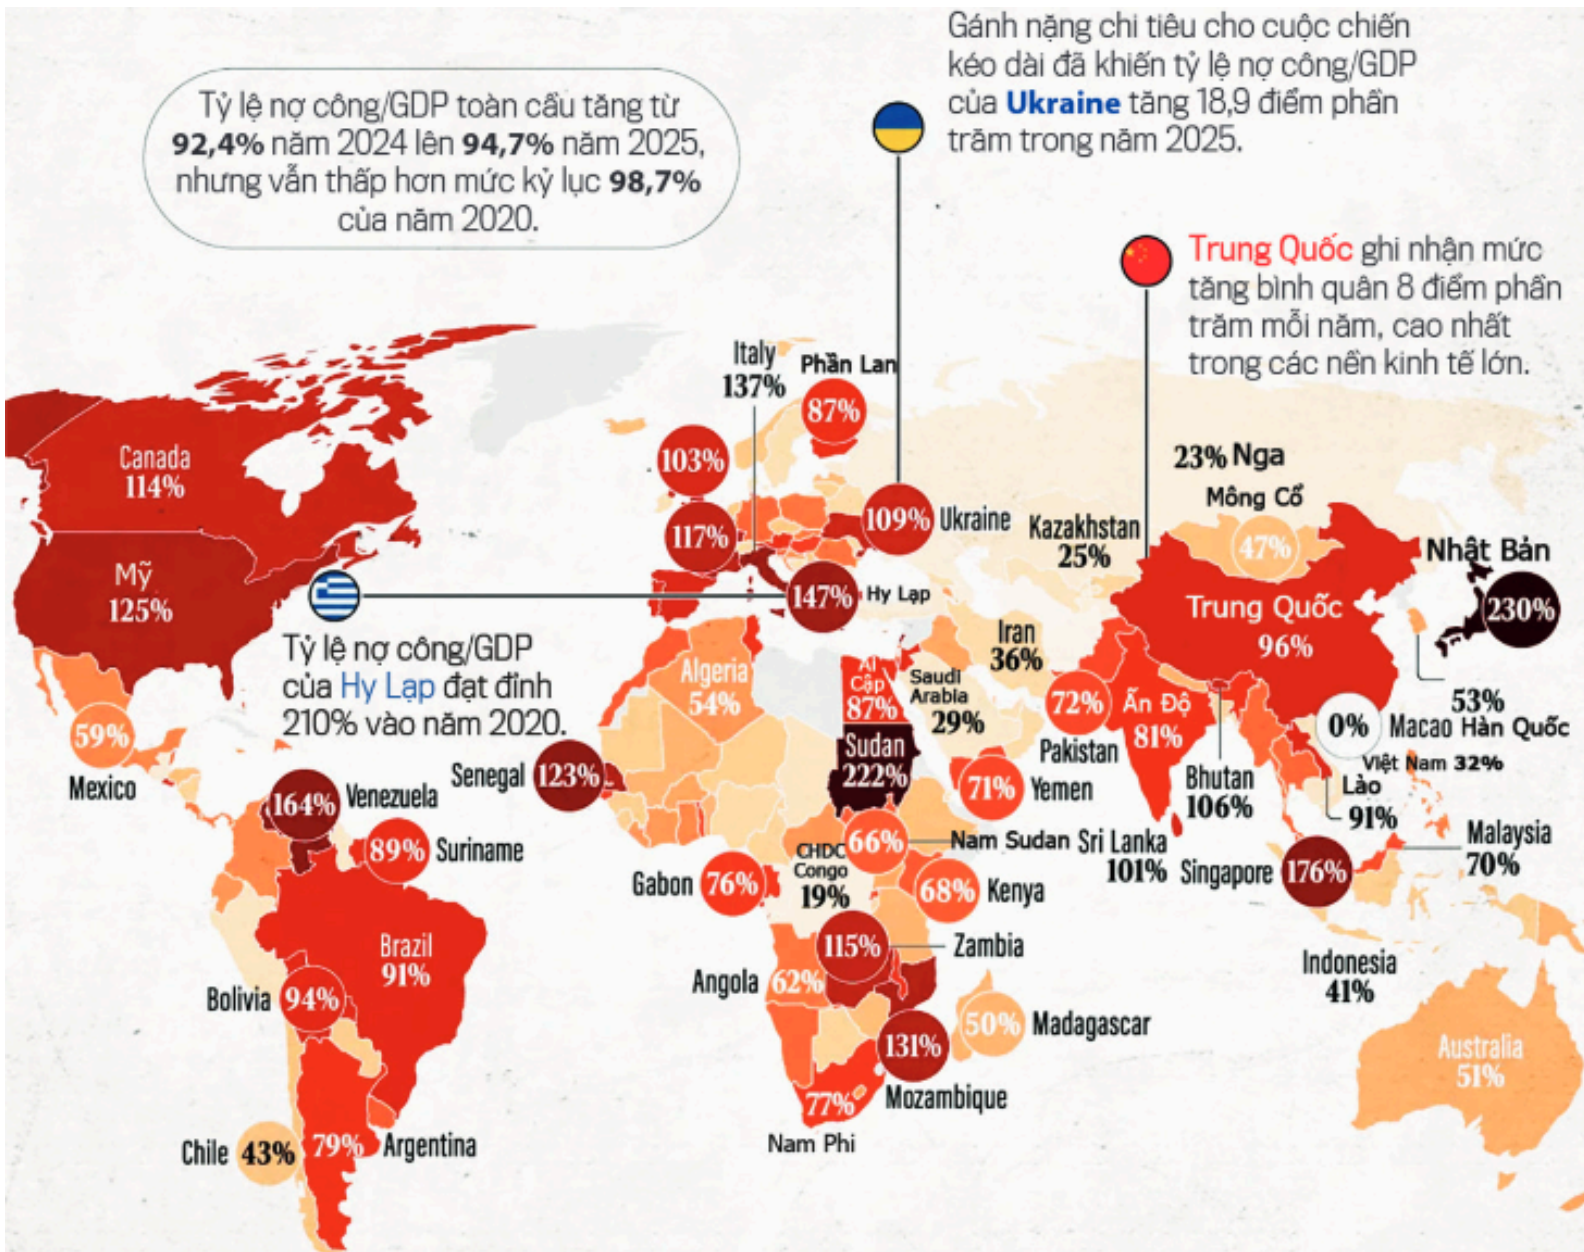 Gánh nặng chi tiêu cho cuộc chiến
kéo dài đã khiến tỷ lệ nợ công/GDP
của Ukraine tăng 18,9 điểm phần
trăm trong năm 2025.
Tỷ lệ nợ công/GDP toàn cầu tăng từ
92,4% năm 2024 lên 94,7% năm 2025,
nhưng vẫn thấp hơn mức kỷ lục 98,7%
của năm 2020.
Trung Quốc ghi nhận mức
tăng bình quân 8 điểm phần
trăm mỗi năm, cao nhất
trong các nền kinh tế lớn.
Italy
137%
Phần Lan
87%
Canada
114%
103%
117%
109% Ukraine
23% Nga
Mông Cổ
47%
Kazakhstan
25%
Nhật Bản
230%
Mỹ
125%
147% Hy Lạp
Trung Quốc
96%
Tỷ lệ nợ công/GDP
của Hy Lạp đạt đỉnh
210% vào năm 2020.
Algeria
54%
Ai
Cập
87%
Iran
36%
Saudi
Arabia
29%
72%
Pakistan
Ấn Độ
81%
53%
Hàn Quốc
0% Macao
Việt Nam 32%
59%
Mexico
Senegal 123%
Sudan
222%
71% Yemen
Bhutan
106%
Lào
91%
164% Venezuela
89% Suriname
66% Nam Sudan
Sri Lanka
101%
Singapore 176%
Malaysia
70%
Gabon 76%
CHDC
Congo
19%
68% Kenya
Brazil
91%
115% Zambia
Indonesia
41%
Bolivia 94%
Angola 62%
50% Madagascar
131%
Mozambique
Australia
51%
77%
Nam Phi
Chile 43%
79% Argentina